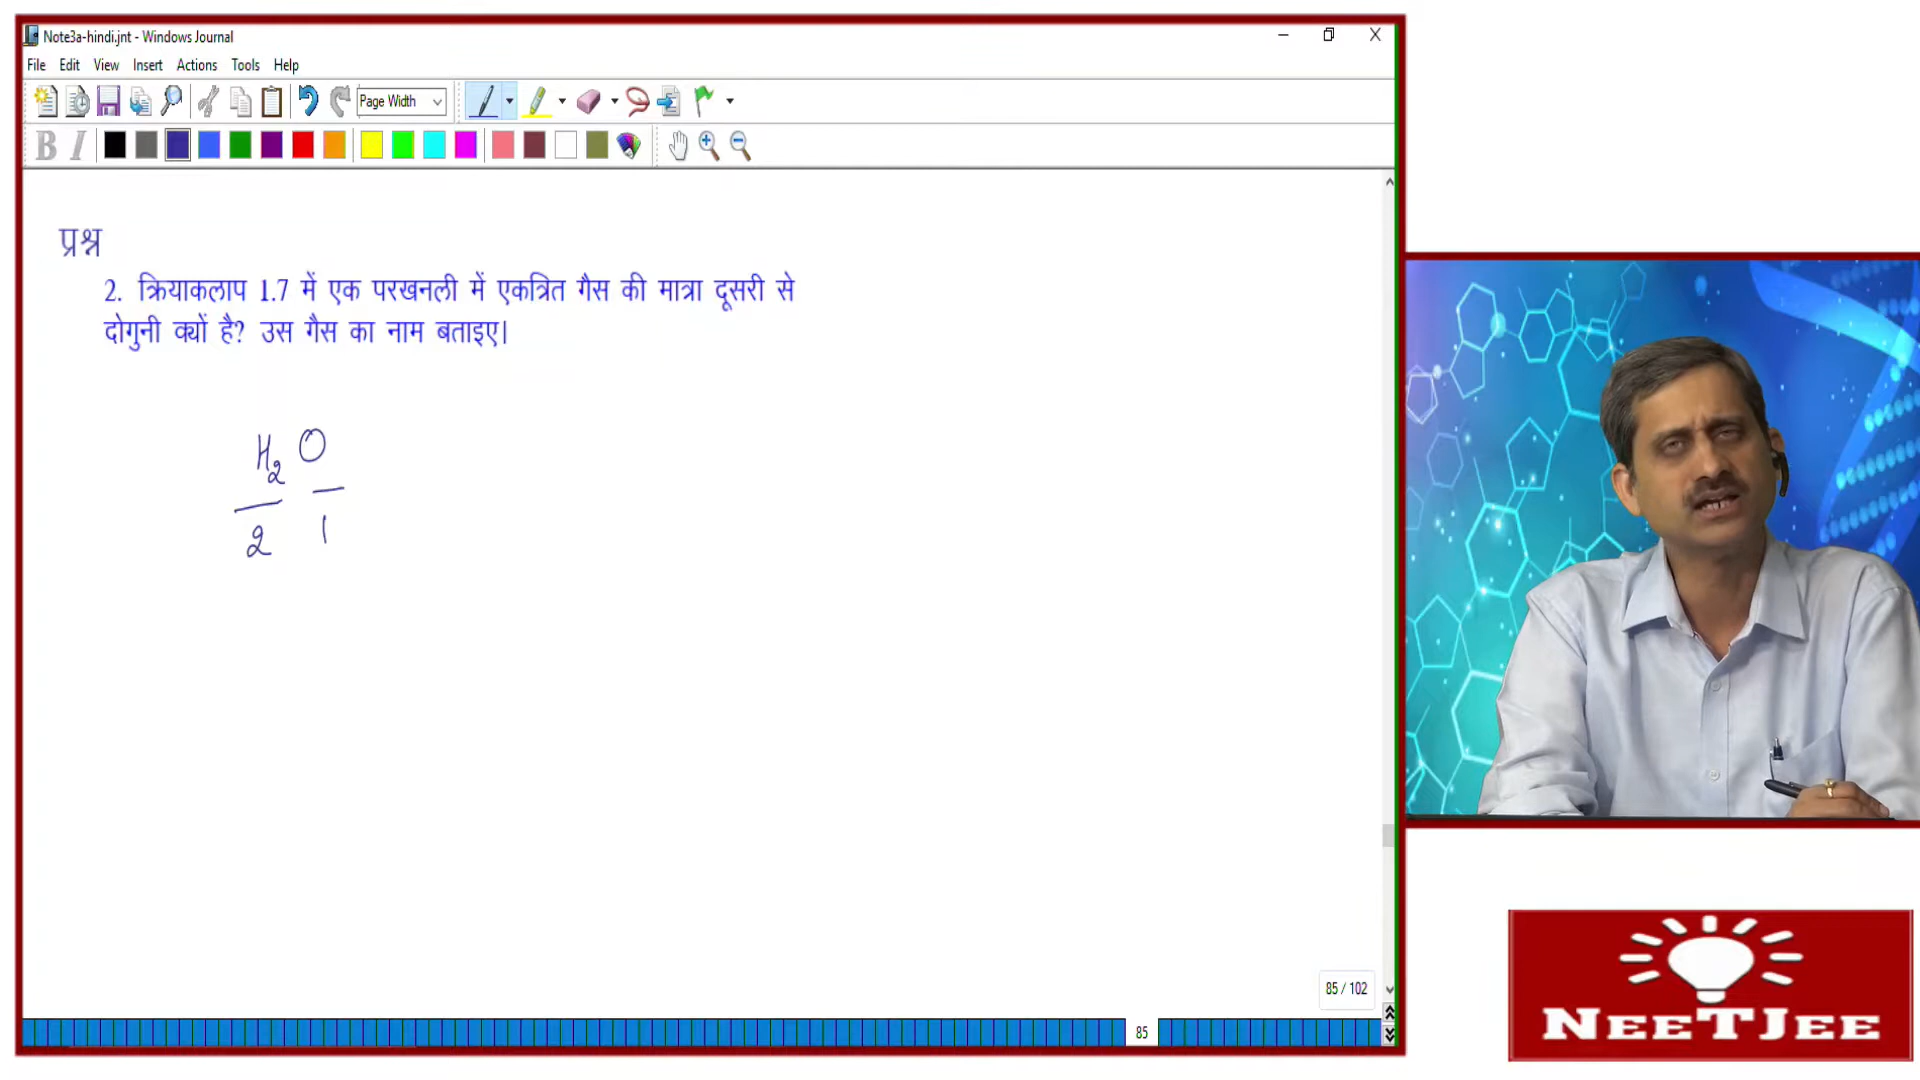 Note3a-hindi.jnt - Windows Journal
File Edit View Insert Actions Tools Help
Page Width
B I
प्रश्न
2. क्रियाकलाप 1.7 में एक परखनली में एकत्रित गैस की मात्रा दूसरी से
दोगुनी क्यों है? उस गैस का नाम बताइए।
H2 O
2 1
85 / 102
85
NEETJEE